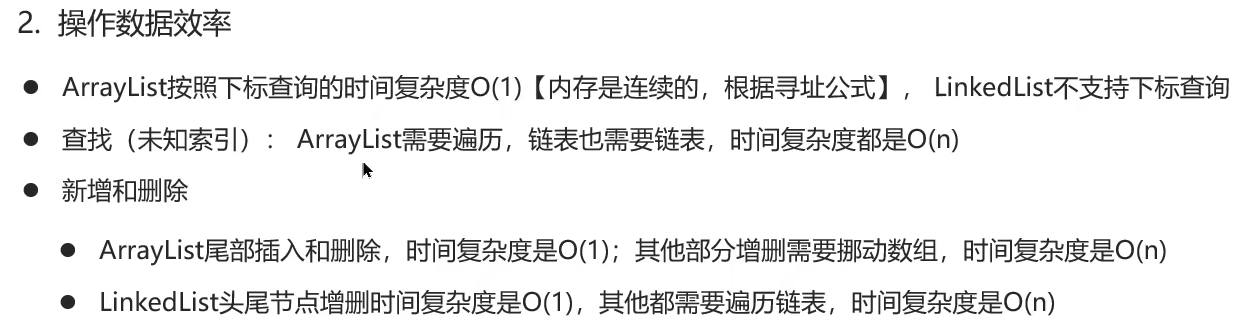 2. 操作数据效率
● ArrayList按照下标查询的时间复杂度O(1)【内存是连续的，根据寻址公式】， LinkedList不支持下标查询
● 查找（未知索引）： ArrayList需要遍历，链表也需要链表，时间复杂度都是O(n)
● 新增和删除
● ArrayList尾部插入和删除，时间复杂度是O(1)；其他部分增删需要挪动数组，时间复杂度是O(n)
● LinkedList头尾节点增删时间复杂度是O(1)，其他都需要遍历链表，时间复杂度是O(n)